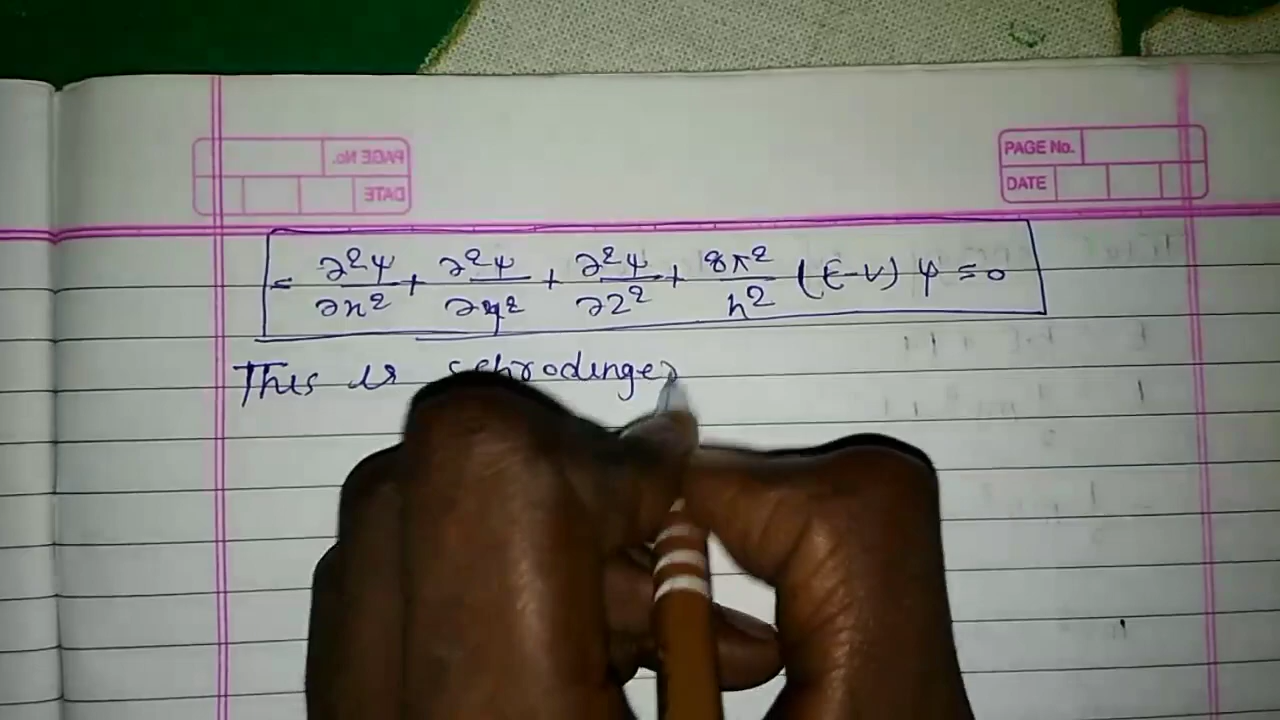 PAGE No.
DATE
PAGE No.
DATE
= ∂²ψ/∂x² + ∂²ψ/∂y² + ∂²ψ/∂z² + 8π²/h² (E-V) ψ = 0
This is schrodinger